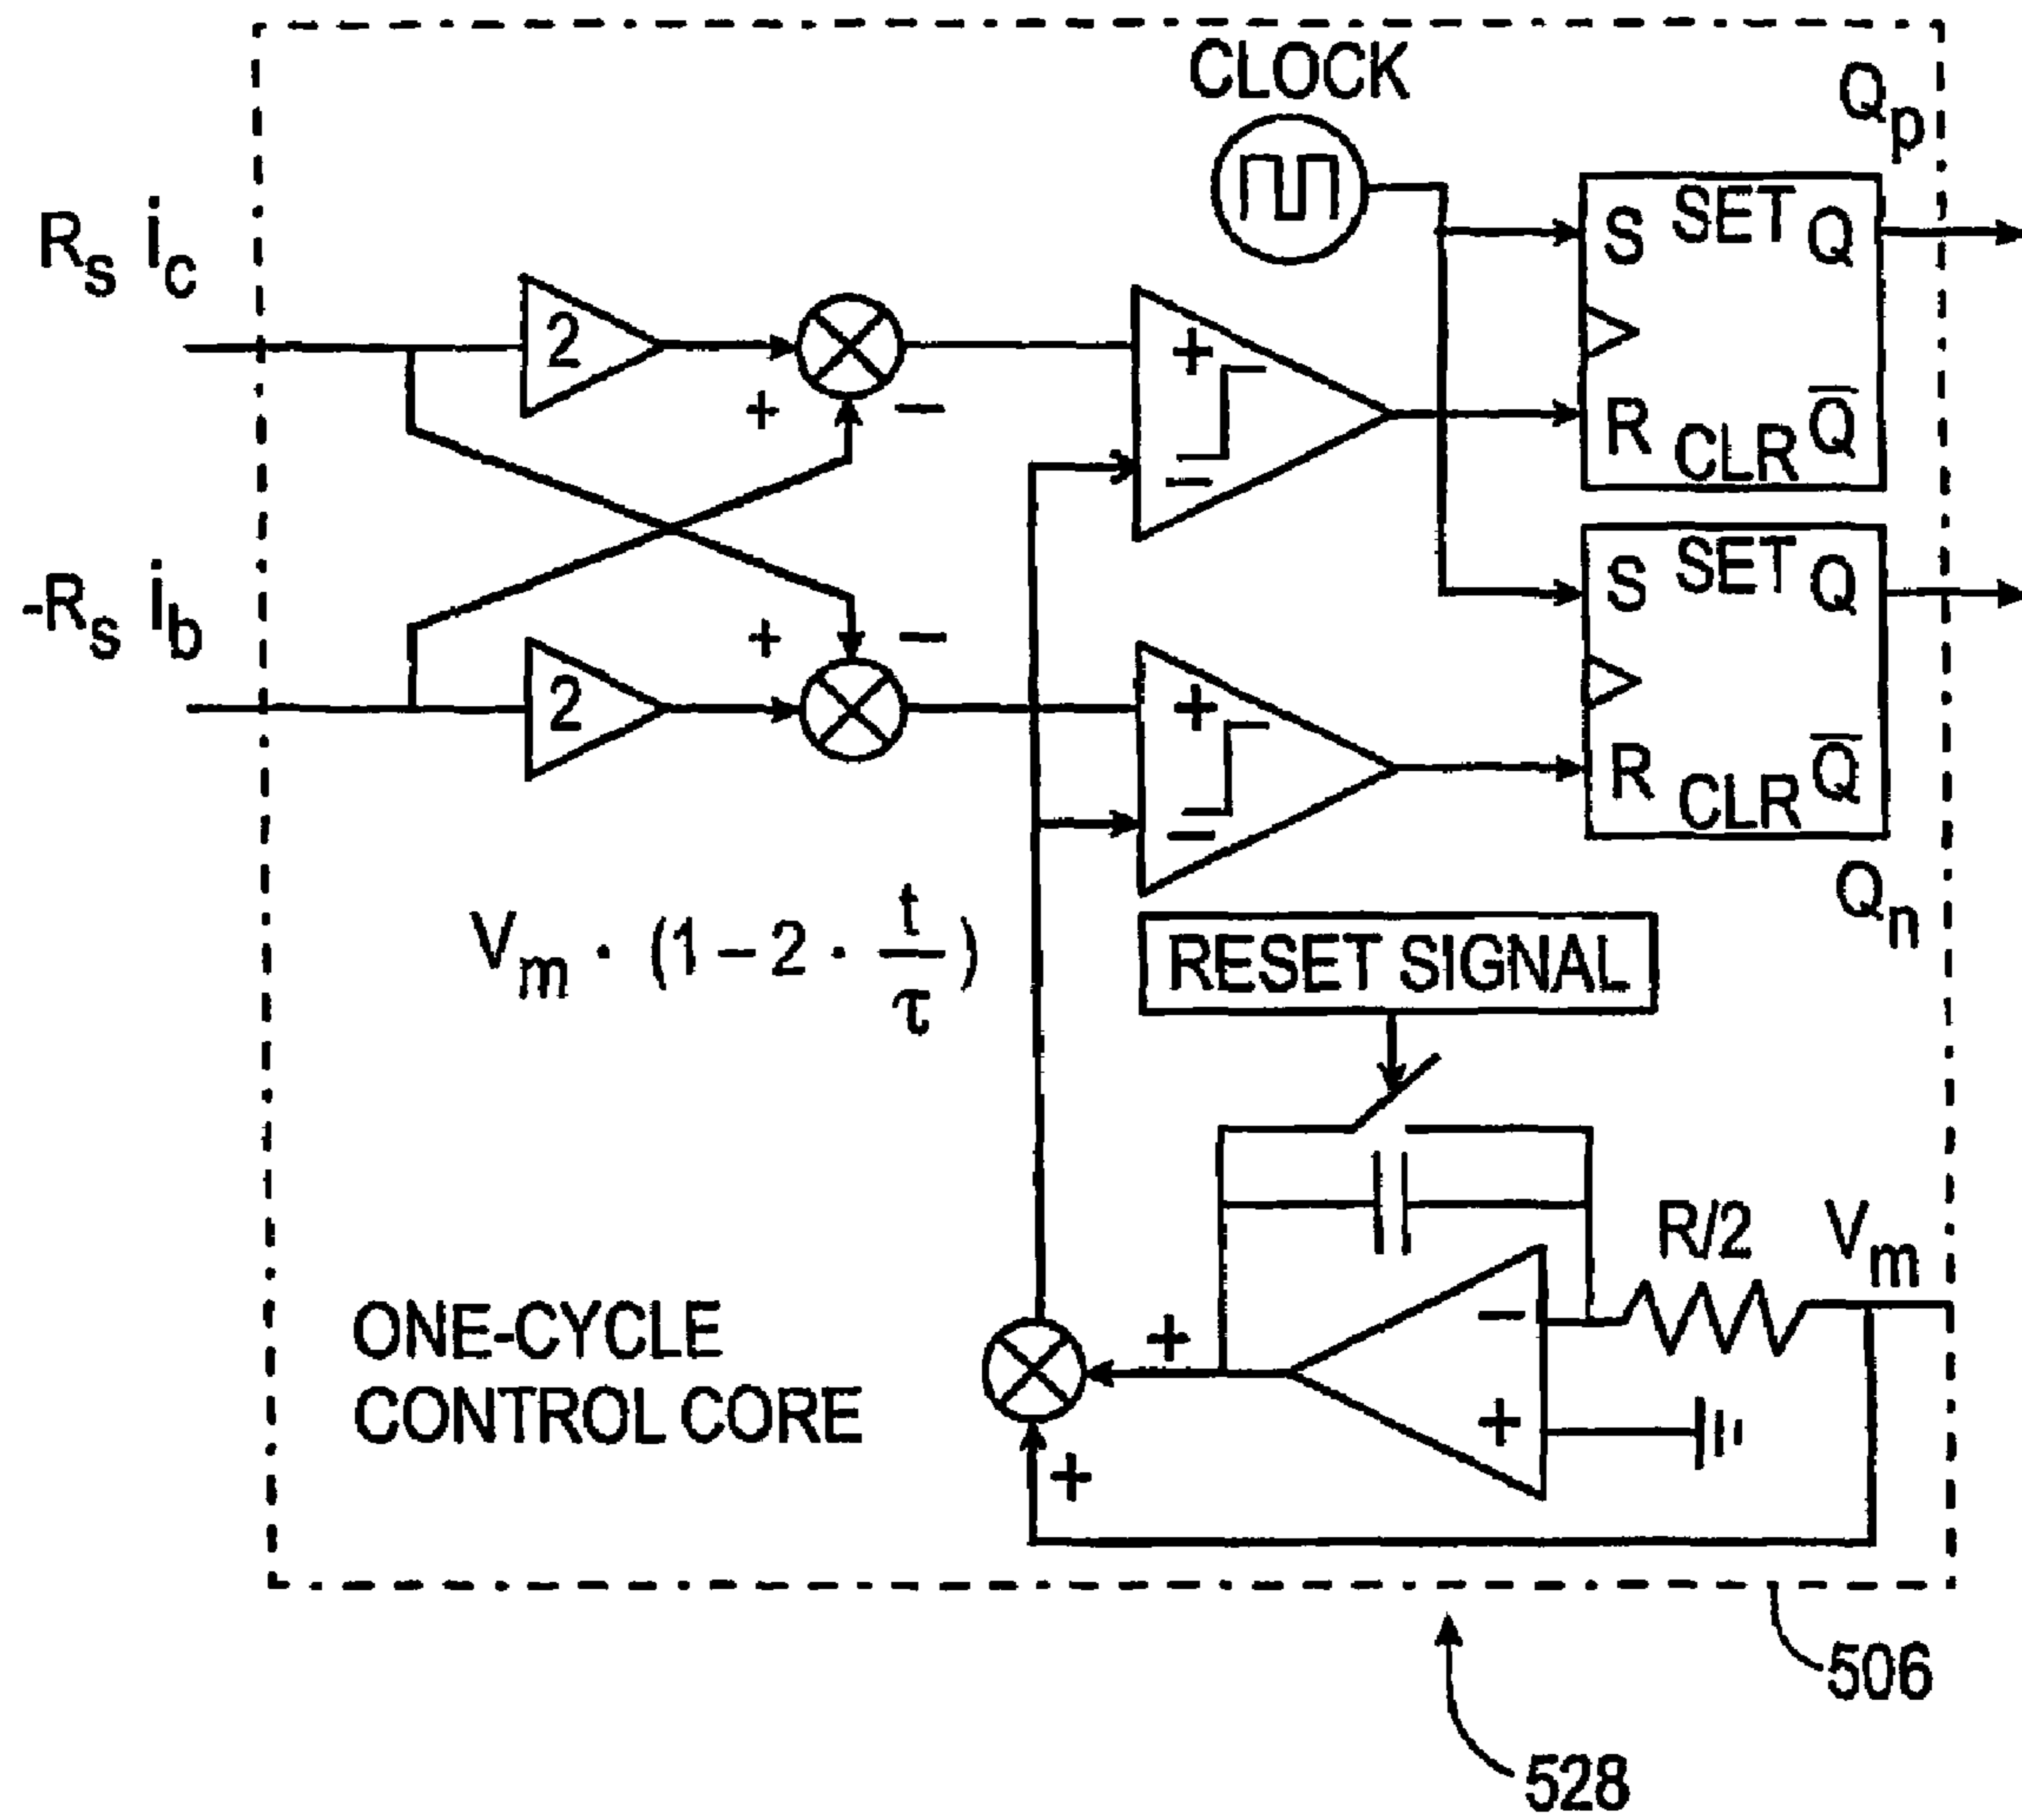 CLOCK
Qp
Rs ic
2
+
−
+
−
S SET Q
R CLR Q̅
-Rs ib
2
+
−
+
−
S SET Q
R CLR Q̅
Qn
Vm · (1 − 2 · t/τ)
RESET SIGNAL
R/2
Vm
−
+
+
+
ONE-CYCLE
CONTROL CORE
506
528